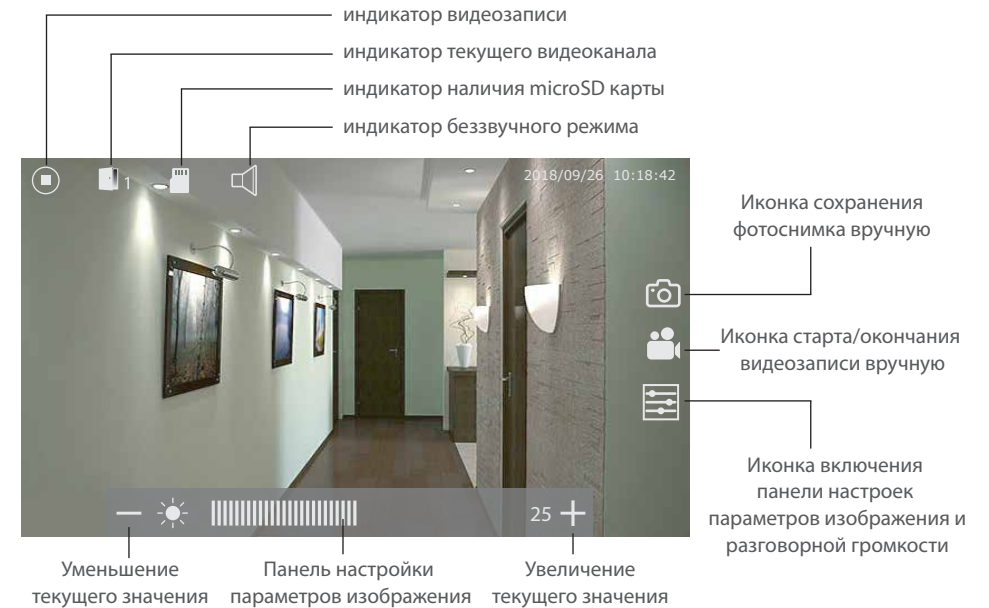 индикатор видеозаписи
индикатор текущего видеоканала
индикатор наличия microSD карты
индикатор беззвучного режима
1
2018/09/26 10:18:42
Иконка сохранения
фотоснимка вручную
Иконка старта/окончания
видеозаписи вручную
Иконка включения
панели настроек
параметров изображения и
разговорной громкости
25
Уменьшение
текущего значения
Панель настройки
параметров изображения
Увеличение
текущего значения